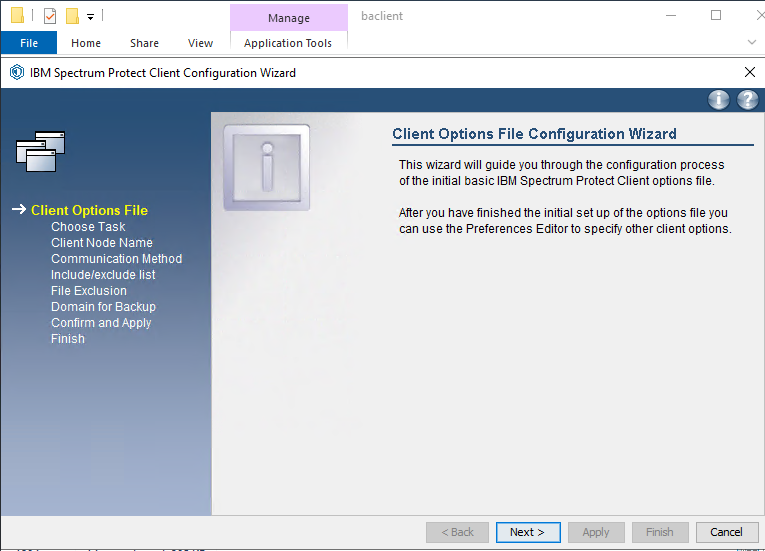 Manage
baclient
File
Home
Share
View
Application Tools
IBM Spectrum Protect Client Configuration Wizard
Client Options File
Choose Task
Client Node Name
Communication Method
Include/exclude list
File Exclusion
Domain for Backup
Confirm and Apply
Finish
Client Options File Configuration Wizard
This wizard will guide you through the configuration process
of the initial basic IBM Spectrum Protect Client options file.
After you have finished the initial set up of the options file you
can use the Preferences Editor to specify other client options.
< Back
Next >
Apply
Finish
Cancel